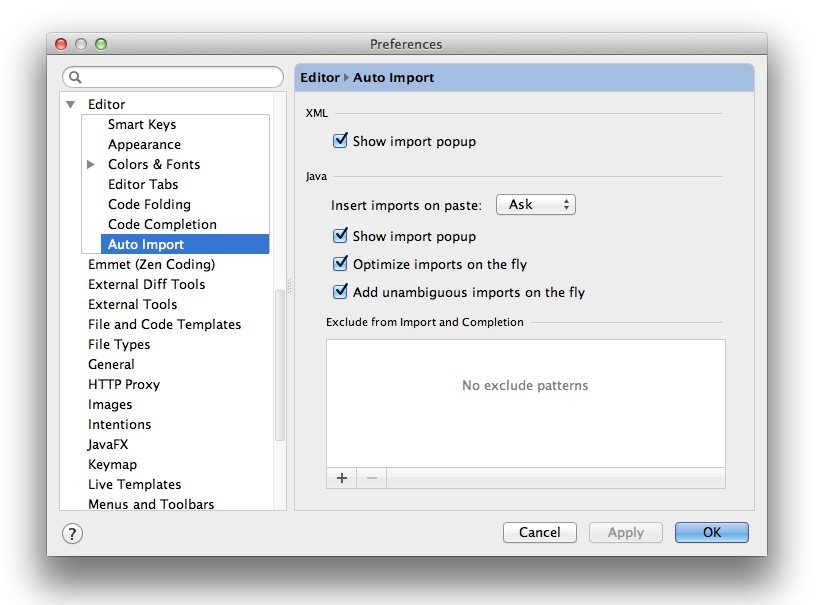 Preferences
Editor
Smart Keys
Appearance
Colors & Fonts
Editor Tabs
Code Folding
Code Completion
Auto Import
Emmet (Zen Coding)
External Diff Tools
External Tools
File and Code Templates
File Types
General
HTTP Proxy
Images
Intentions
JavaFX
Keymap
Live Templates
Menus and Toolbars
Editor Auto Import
XML
Show import popup
Java
Insert imports on paste: Ask
Show import popup
Optimize imports on the fly
Add unambiguous imports on the fly
Exclude from Import and Completion
No exclude patterns
+ −
? Cancel Apply OK